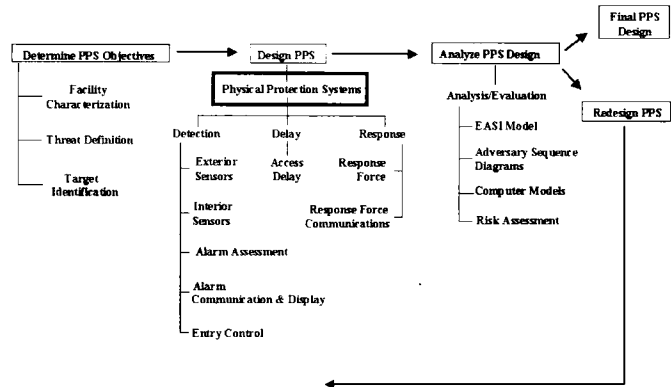 Final PPS
Design
Determine PPS Objectives
Design PPS
Analyze PPS Design
Redesign PPS
Facility
Characterization
Threat Definition
Target
Identification
Physical Protection Systems
Detection
Delay
Response
Exterior
Sensors
Interior
Sensors
Alarm Assessment
Alarm
Communication & Display
Entry Control
Access
Delay
Response
Force
Response Force
Communications
Analysis/Evaluation
EASI Model
Adversary Sequence
Diagrams
Computer Models
Risk Assessment